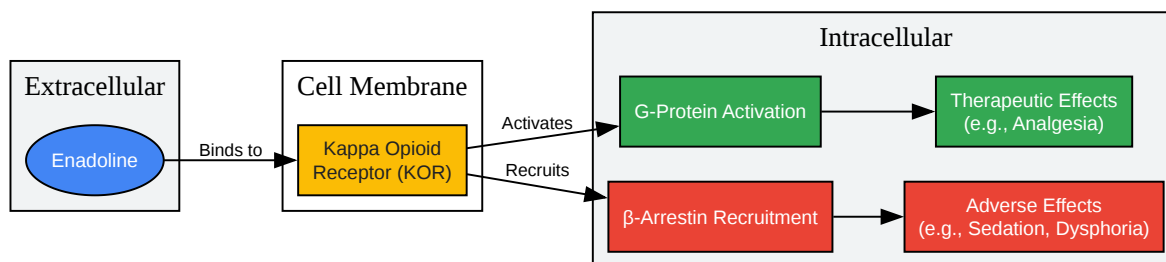 Extracellular
Enadoline
Binds to
Cell Membrane
Kappa Opioid
Receptor (KOR)
Activates
Recruits
Intracellular
G-Protein Activation
Therapeutic Effects
(e.g., Analgesia)
β-Arrestin Recruitment
Adverse Effects
(e.g., Sedation, Dysphoria)